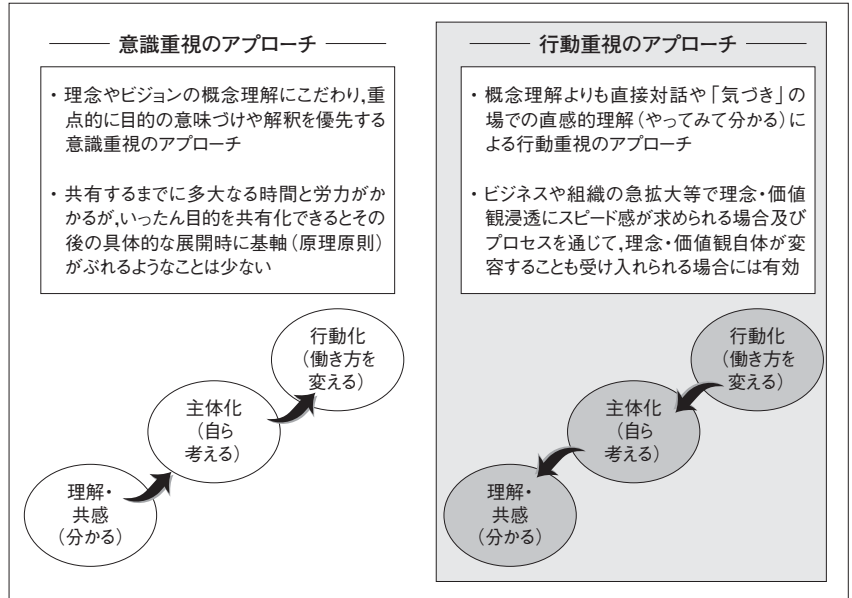 意識重視のアプローチ
・理念やビジョンの概念理解にこだわり,重
点的に目的の意味づけや解釈を優先する
意識重視のアプローチ
・共有するまでに多大なる時間と労力がか
かるが,いったん目的を共有化できるとその
後の具体的な展開時に基軸(原理原則)
がぶれるようなことは少ない
行動化
(働き方を
変える)
主体化
(自ら
考える)
理解・
共感
(分かる)
行動重視のアプローチ
・概念理解よりも直接対話や「気づき」の
場での直感的理解(やってみて分かる)に
よる行動重視のアプローチ
・ビジネスや組織の急拡大等で理念・価値
観浸透にスピード感が求められる場合及び
プロセスを通じて,理念・価値観自体が変
容することも受け入れられる場合には有効
行動化
(働き方を
変える)
主体化
(自ら
考える)
理解・
共感
(分かる)